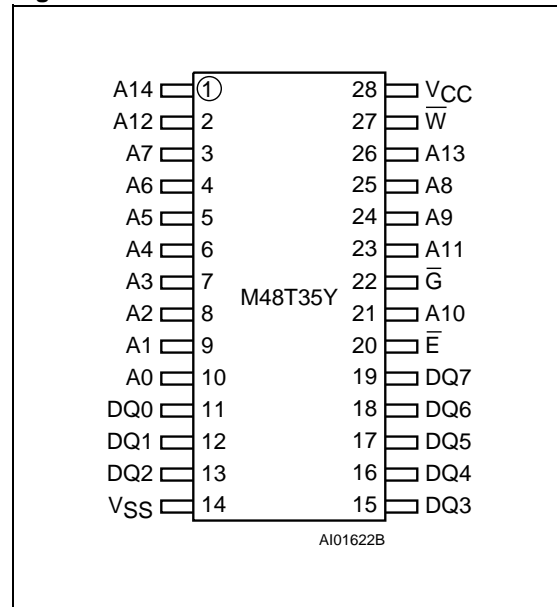 A14 1 28 VCC
A12 2 27 W̅
A7 3 26 A13
A6 4 25 A8
A5 5 24 A9
A4 6 23 A11
A3 7 22 G̅
M48T35Y
A2 8 21 A10
A1 9 20 E̅
A0 10 19 DQ7
DQ0 11 18 DQ6
DQ1 12 17 DQ5
DQ2 13 16 DQ4
VSS 14 15 DQ3
AI01622B